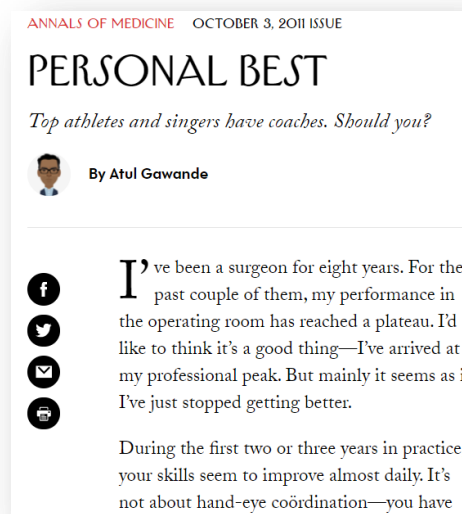 ANNALS OF MEDICINE OCTOBER 3, 2011 ISSUE
PERSONAL BEST
Top athletes and singers have coaches. Should you?
By Atul Gawande
I've been a surgeon for eight years. For the
past couple of them, my performance in
the operating room has reached a plateau. I'd
like to think it's a good thing—I've arrived at
my professional peak. But mainly it seems as i
I've just stopped getting better.
During the first two or three years in practice
your skills seem to improve almost daily. It's
not about hand-eye coördination—you have